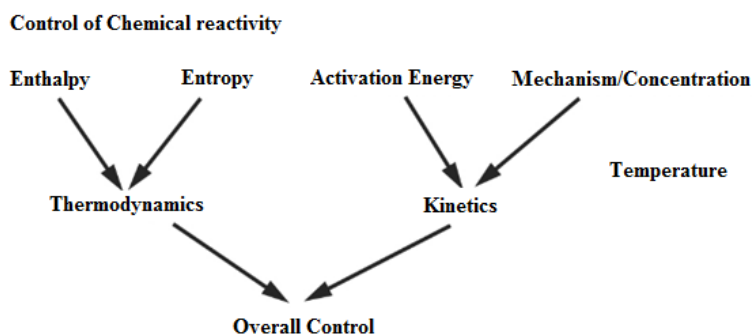 Control of Chemical reactivity
Enthalpy
Entropy
Activation Energy
Mechanism/Concentration
Temperature
Thermodynamics
Kinetics
Overall Control